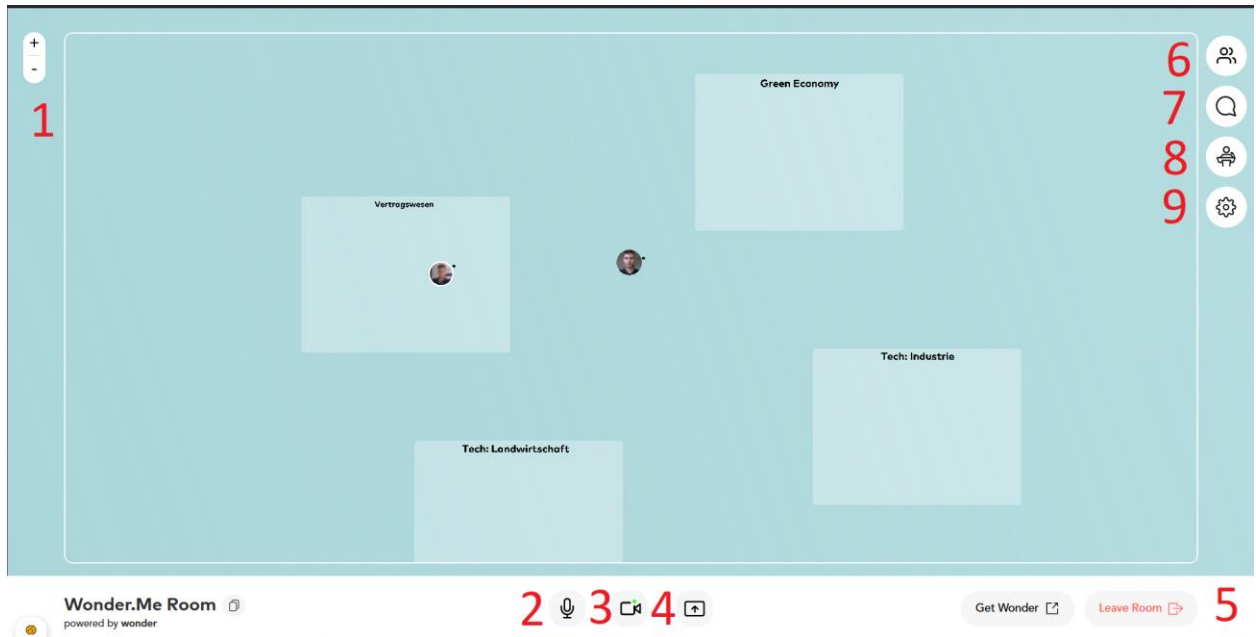 +
-
1
6
7
8
9
Green Economy
Vertragswesen
Tech: Industrie
Tech: Landwirtschaft
Wonder.Me Room
powered by wonder
2
3
4
Get Wonder
Leave Room
5